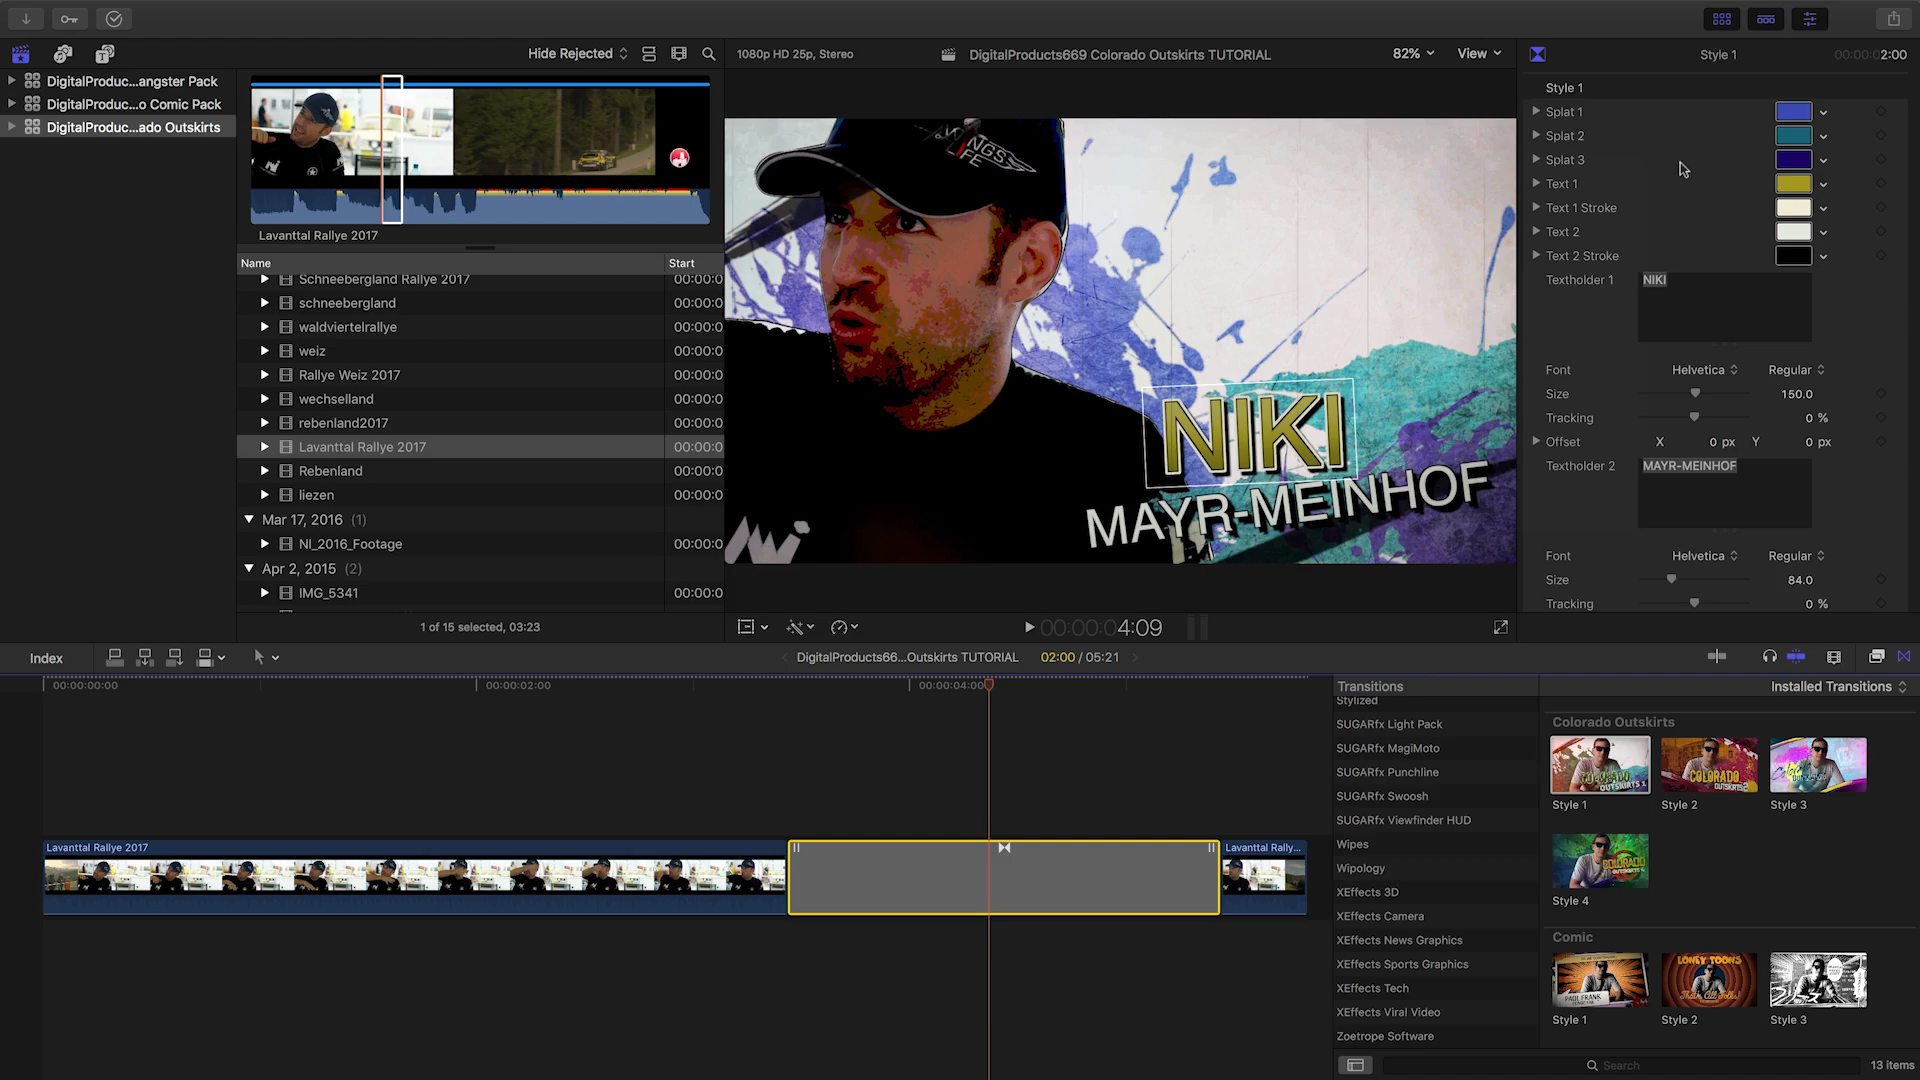 Hide Rejected
1080p HD 25p, Stereo
DigitalProducts669 Colorado Outskirts TUTORIAL
82%
View
Style 1
00:00:02:00
DigitalProduc...angster Pack
DigitalProduc...o Comic Pack
DigitalProduc...ado Outskirts
Lavanttal Rallye 2017
Name
Start
Schneebergland Rallye 2017
00:00:0
schneebergland
00:00:0
waldviertelrallye
00:00:0
weiz
00:00:0
Rallye Weiz 2017
00:00:0
wechselland
00:00:0
rebenland2017
00:00:0
Lavanttal Rallye 2017
00:00:0
Rebenland
00:00:0
liezen
00:00:0
Mar 17, 2016 (1)
NI_2016_Footage
00:00:0
Apr 2, 2015 (2)
IMG_5341
00:00:0
1 of 15 selected, 03:23
WINGS
LIFE
NIKI
MAYR-MEINHOF
00:00:04:09
Style 1
Splat 1
Splat 2
Splat 3
Text 1
Text 1 Stroke
Text 2
Text 2 Stroke
Textholder 1
NIKI
Font
Helvetica
Regular
Size
150.0
Tracking
0 %
Offset
X
0 px
Y
0 px
Textholder 2
MAYR-MEINHOF
Font
Helvetica
Regular
Size
84.0
Tracking
0 %
Index
DigitalProducts66...Outskirts TUTORIAL
02:00 / 05:21
00:00:00:00
00:00:02:00
00:00:04:00
Lavanttal Rallye 2017
Lavanttal Rally...
Transitions
Installed Transitions
Stylized
SUGARfx Light Pack
SUGARfx MagiMoto
SUGARfx Punchline
SUGARfx Swoosh
SUGARfx Viewfinder HUD
Wipes
Wipology
XEffects 3D
XEffects Camera
XEffects News Graphics
XEffects Sports Graphics
XEffects Tech
XEffects Viral Video
Zoetrope Software
Colorado Outskirts
COLORADO
Style 1
Style 2
Style 3
COLORADO
Style 4
Comic
PAUL FRANK
LONEY TOONS
That's All Folks!
Style 1
Style 2
Style 3
Search
13 items